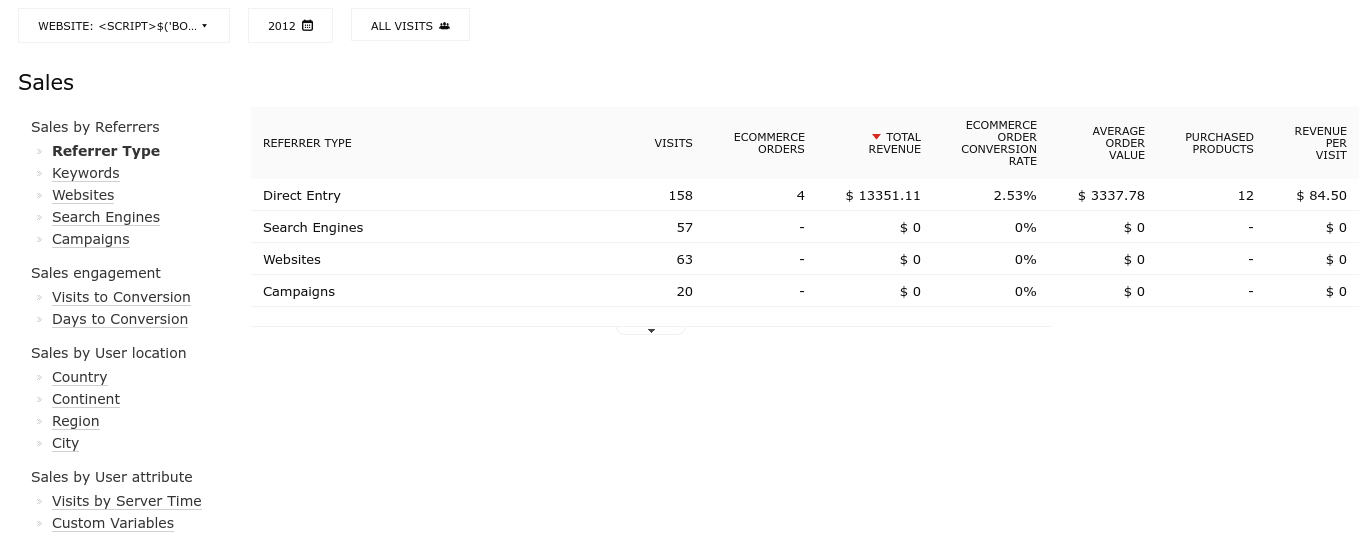 WEBSITE: <SCRIPT>$('BO... 2012 ALL VISITS
Sales
Sales by Referrers
Referrer Type
Keywords
Websites
Search Engines
Campaigns
Sales engagement
Visits to Conversion
Days to Conversion
Sales by User location
Country
Continent
Region
City
Sales by User attribute
Visits by Server Time
Custom Variables
REFERRER TYPE VISITS ECOMMERCE ORDERS TOTAL REVENUE ECOMMERCE ORDER CONVERSION RATE AVERAGE ORDER VALUE PURCHASED PRODUCTS REVENUE PER VISIT
Direct Entry 158 4 $ 13351.11 2.53% $ 3337.78 12 $ 84.50
Search Engines 57 - $ 0 0% $ 0 - $ 0
Websites 63 - $ 0 0% $ 0 - $ 0
Campaigns 20 - $ 0 0% $ 0 - $ 0